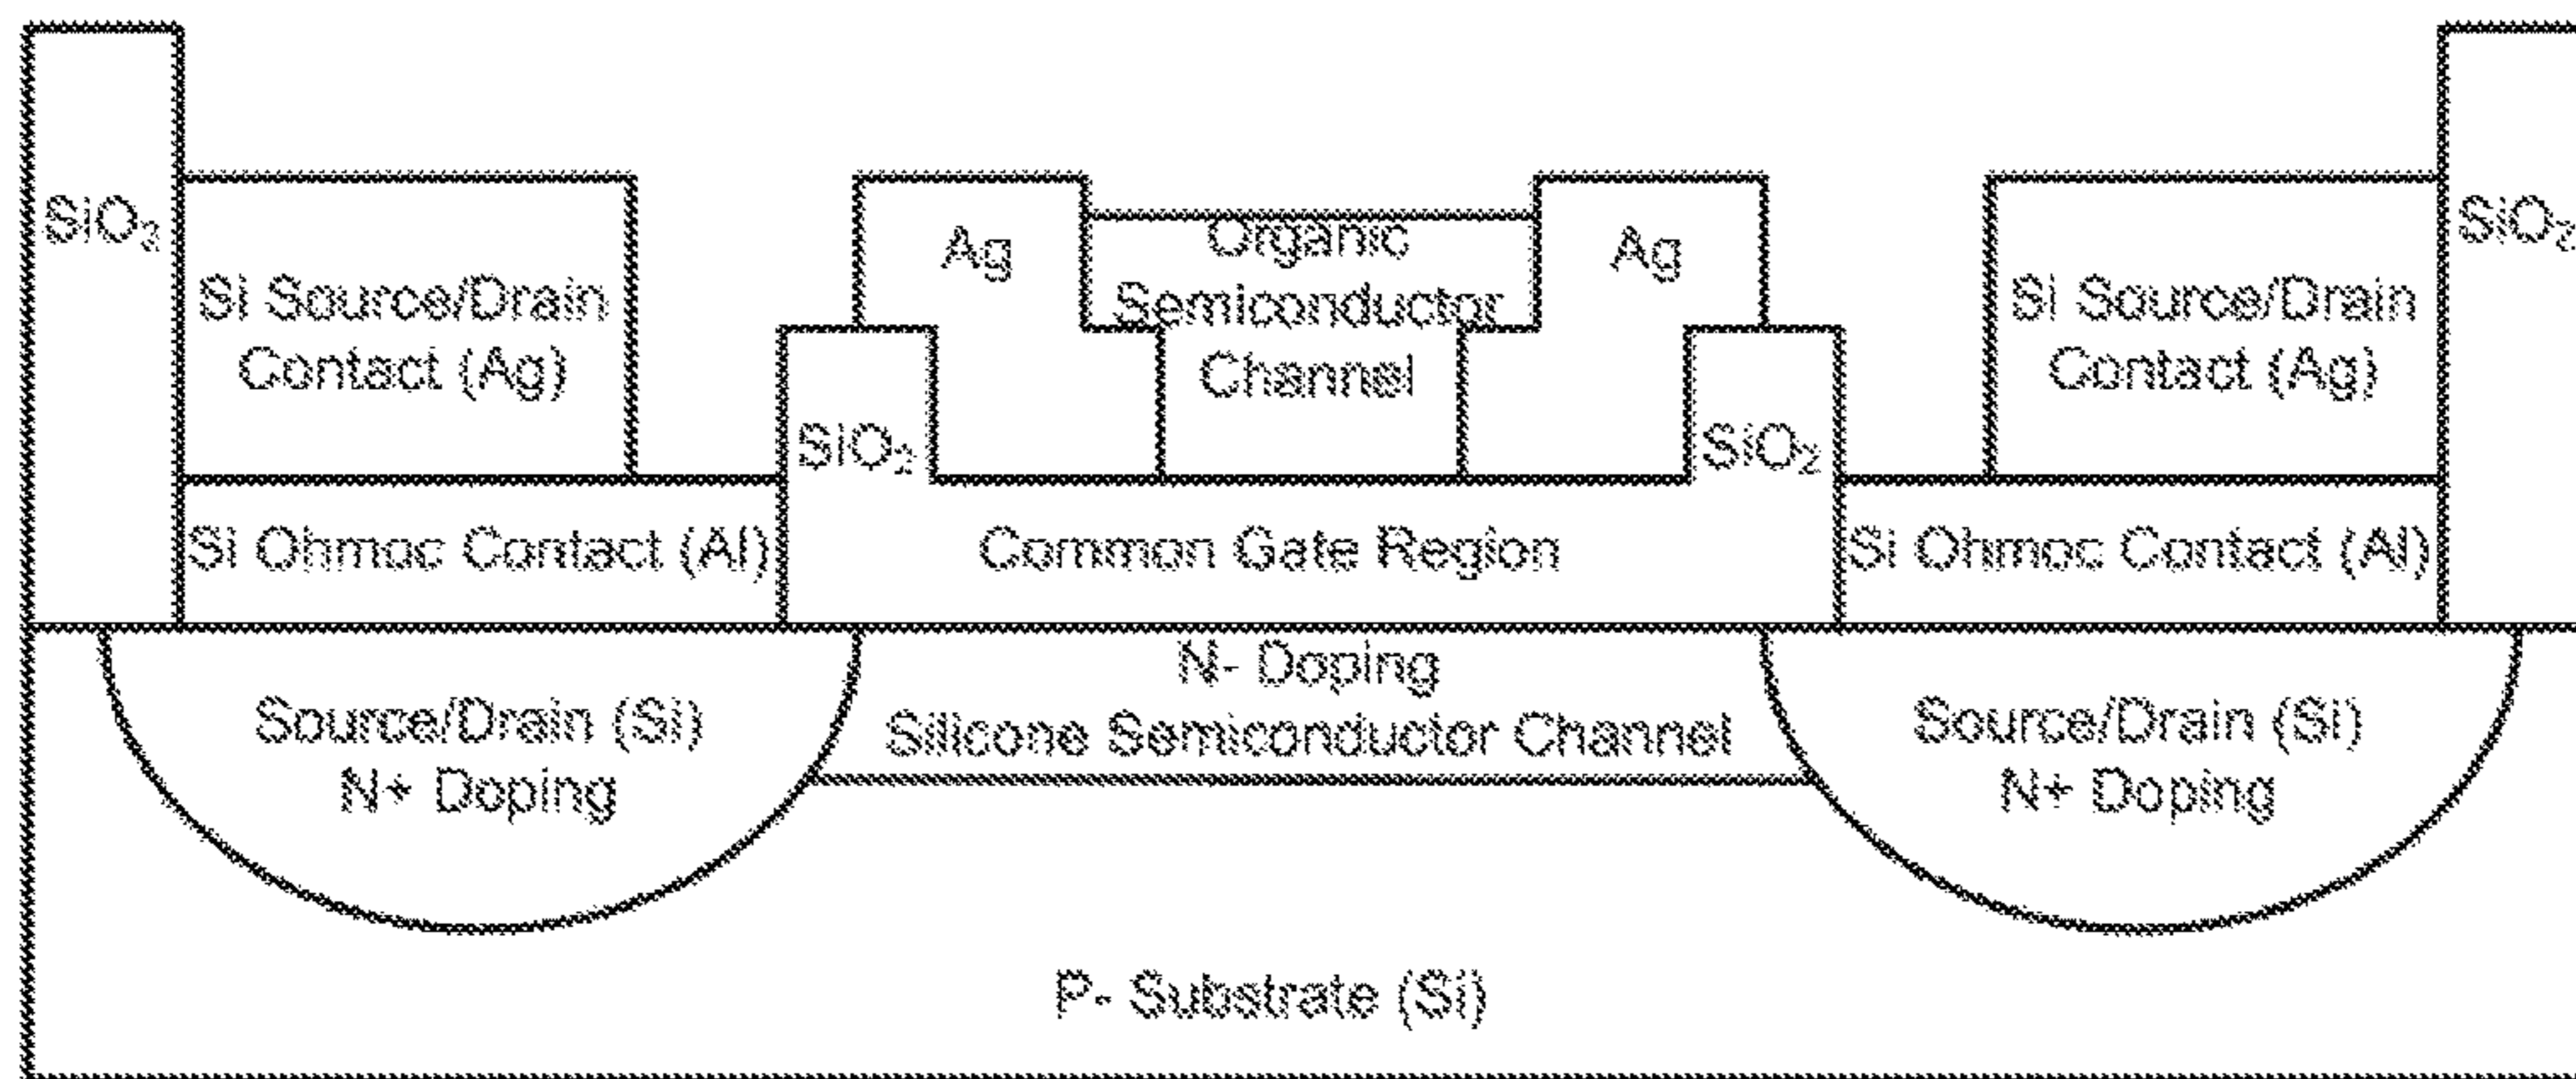 SiO₂
Si Source/Drain
Contact (Ag)
Ag
Organic
Semiconductor
Channel
Ag
Si Source/Drain
Contact (Ag)
SiO₂
SiO₂
SiO₂
Si Ohmoc Contact (Al)
Common Gate Region
Si Ohmoc Contact (Al)
Source/Drain (Si)
N+ Doping
N- Doping
Silicone Semiconductor Channel
Source/Drain (Si)
N+ Doping
P- Substrate (Si)